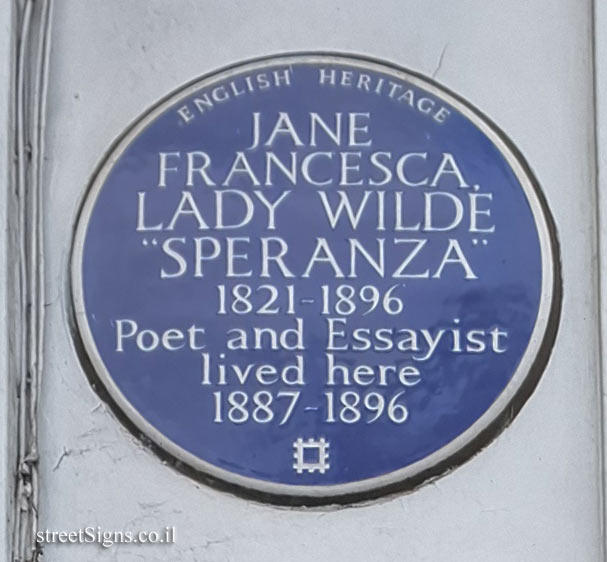 ENGLISH HERITAGE
JANE
FRANCESCA,
LADY WILDE
"SPERANZA"
1821-1896
Poet and Essayist
lived here
1887-1896
streetSigns.co.il